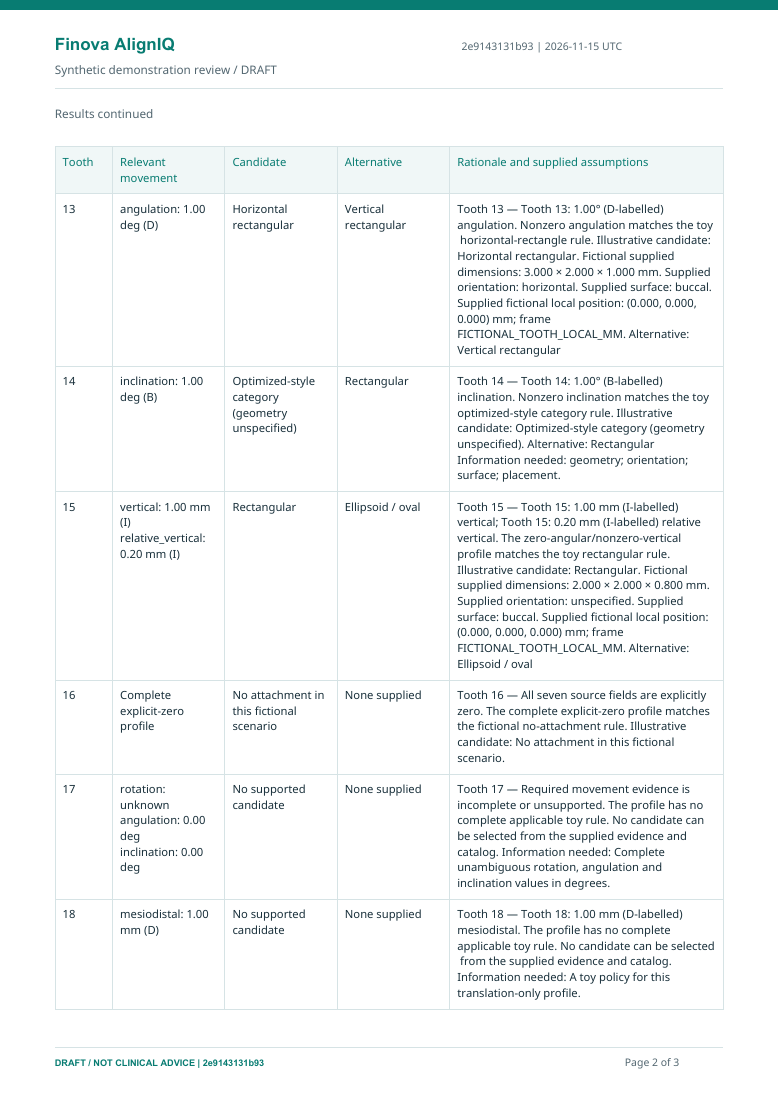 Finova AlignIQ
2e9143131b93 | 2026-11-15 UTC
Synthetic demonstration review / DRAFT
Results continued
Tooth
Relevant
movement
Candidate
Alternative
Rationale and supplied assumptions
13
angulation: 1.00
deg (D)
Horizontal
rectangular
Vertical
rectangular
Tooth 13 — Tooth 13: 1.00° (D-labelled)
angulation. Nonzero angulation matches the toy
horizontal-rectangle rule. Illustrative candidate:
Horizontal rectangular. Fictional supplied
dimensions: 3.000 × 2.000 × 1.000 mm. Supplied
orientation: horizontal. Supplied surface: buccal.
Supplied fictional local position: (0.000, 0.000,
0.000) mm; frame
FICTIONAL_TOOTH_LOCAL_MM. Alternative:
Vertical rectangular
14
inclination: 1.00
deg (B)
Optimized-style
category
(geometry
unspecified)
Rectangular
Tooth 14 — Tooth 14: 1.00° (B-labelled)
inclination. Nonzero inclination matches the toy
optimized-style category rule. Illustrative
candidate: Optimized-style category (geometry
unspecified). Alternative: Rectangular
Information needed: geometry; orientation;
surface; placement.
15
vertical: 1.00 mm
(I)
relative_vertical:
0.20 mm (I)
Rectangular
Ellipsoid / oval
Tooth 15 — Tooth 15: 1.00 mm (I-labelled)
vertical; Tooth 15: 0.20 mm (I-labelled) relative
vertical. The zero-angular/nonzero-vertical
profile matches the toy rectangular rule.
Illustrative candidate: Rectangular. Fictional
supplied dimensions: 2.000 × 2.000 × 0.800 mm.
Supplied orientation: unspecified. Supplied
surface: buccal. Supplied fictional local position:
(0.000, 0.000, 0.000) mm; frame
FICTIONAL_TOOTH_LOCAL_MM. Alternative:
Ellipsoid / oval
16
Complete
explicit-zero
profile
No attachment in
this fictional
scenario
None supplied
Tooth 16 — All seven source fields are explicitly
zero. The complete explicit-zero profile matches
the fictional no-attachment rule. Illustrative
candidate: No attachment in this fictional
scenario.
17
rotation:
unknown
angulation: 0.00
deg
inclination: 0.00
deg
No supported
candidate
None supplied
Tooth 17 — Required movement evidence is
incomplete or unsupported. The profile has no
complete applicable toy rule. No candidate can
be selected from the supplied evidence and
catalog. Information needed: Complete
unambiguous rotation, angulation and
inclination values in degrees.
18
mesiodistal: 1.00
mm (D)
No supported
candidate
None supplied
Tooth 18 — Tooth 18: 1.00 mm (D-labelled)
mesiodistal. The profile has no complete
applicable toy rule. No candidate can be selected
from the supplied evidence and catalog.
Information needed: A toy policy for this
translation-only profile.
DRAFT / NOT CLINICAL ADVICE | 2e9143131b93
Page 2 of 3